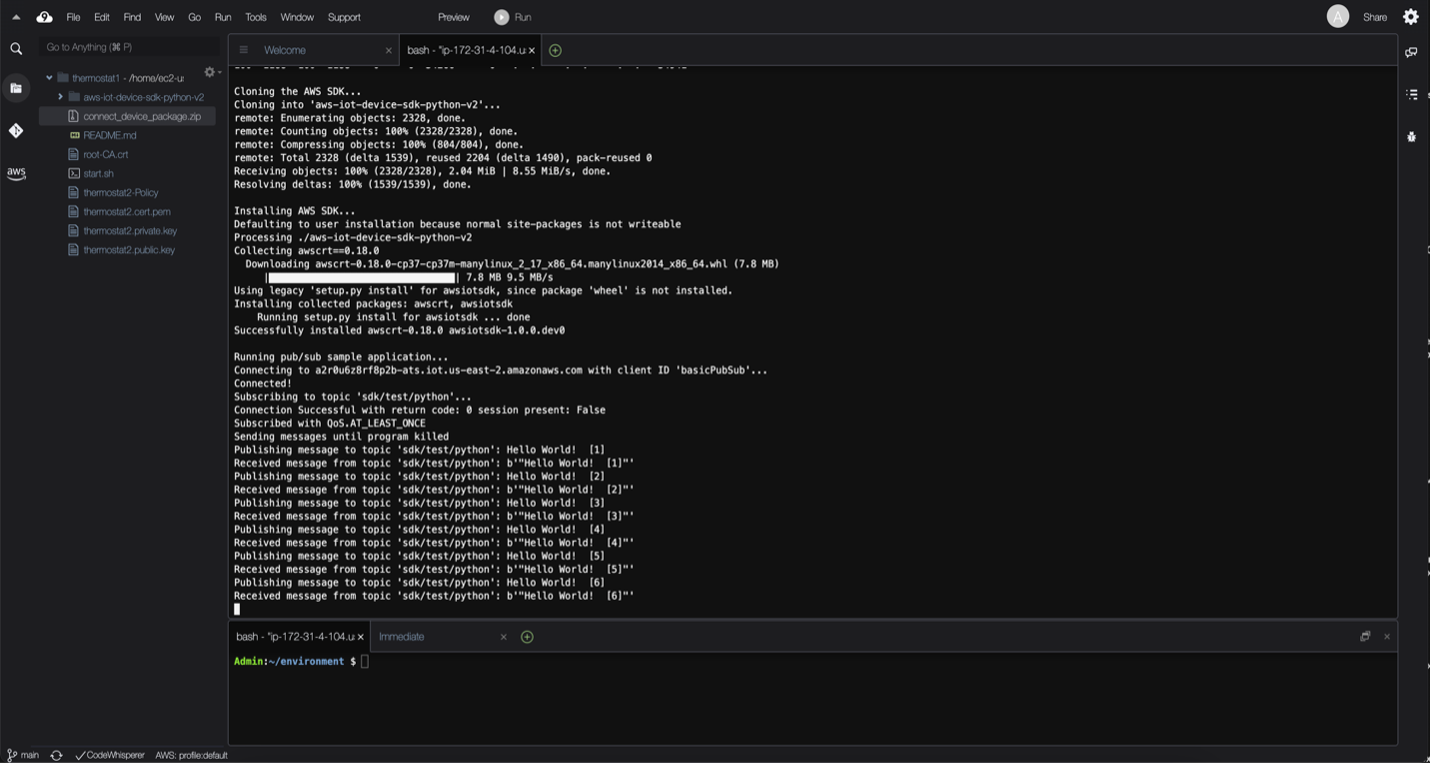 File Edit Find View Go Run Tools Window Support Preview Run A Share
Go to Anything (⌘ P)
Welcome × bash - "ip-172-31-4-104.u: ×
thermostat1 - /home/ec2-u:
aws-iot-device-sdk-python-v2
connect_device_package.zip
README.md
root-CA.crt
start.sh
thermostat2-Policy
thermostat2.cert.pem
thermostat2.private.key
thermostat2.public.key
aws
Cloning the AWS SDK...
Cloning into 'aws-iot-device-sdk-python-v2'...
remote: Enumerating objects: 2328, done.
remote: Counting objects: 100% (2328/2328), done.
remote: Compressing objects: 100% (804/804), done.
remote: Total 2328 (delta 1539), reused 2204 (delta 1490), pack-reused 0
Receiving objects: 100% (2328/2328), 2.04 MiB | 8.55 MiB/s, done.
Resolving deltas: 100% (1539/1539), done.
Installing AWS SDK...
Defaulting to user installation because normal site-packages is not writeable
Processing ./aws-iot-device-sdk-python-v2
Collecting awscrt==0.18.0
Downloading awscrt-0.18.0-cp37-cp37m-manylinux_2_17_x86_64.manylinux2014_x86_64.whl (7.8 MB)
| | 7.8 MB 9.5 MB/s
Using legacy 'setup.py install' for awsiotsdk, since package 'wheel' is not installed.
Installing collected packages: awscrt, awsiotsdk
Running setup.py install for awsiotsdk ... done
Successfully installed awscrt-0.18.0 awsiotsdk-1.0.0.dev0
Running pub/sub sample application...
Connecting to a2r0u6z8rf8p2b-ats.iot.us-east-2.amazonaws.com with client ID 'basicPubSub'...
Connected!
Subscribing to topic 'sdk/test/python'...
Connection Successful with return code: 0 session present: False
Subscribed with QoS.AT_LEAST_ONCE
Sending messages until program killed
Publishing message to topic 'sdk/test/python': Hello World!  [1]
Received message from topic 'sdk/test/python': b'"Hello World!  [1]"'
Publishing message to topic 'sdk/test/python': Hello World!  [2]
Received message from topic 'sdk/test/python': b'"Hello World!  [2]"'
Publishing message to topic 'sdk/test/python': Hello World!  [3]
Received message from topic 'sdk/test/python': b'"Hello World!  [3]"'
Publishing message to topic 'sdk/test/python': Hello World!  [4]
Received message from topic 'sdk/test/python': b'"Hello World!  [4]"'
Publishing message to topic 'sdk/test/python': Hello World!  [5]
Received message from topic 'sdk/test/python': b'"Hello World!  [5]"'
Publishing message to topic 'sdk/test/python': Hello World!  [6]
Received message from topic 'sdk/test/python': b'"Hello World!  [6]"'
bash - "ip-172-31-4-104.u: × Immediate ×
Admin:~/environment $
main CodeWhisperer AWS: profile:default